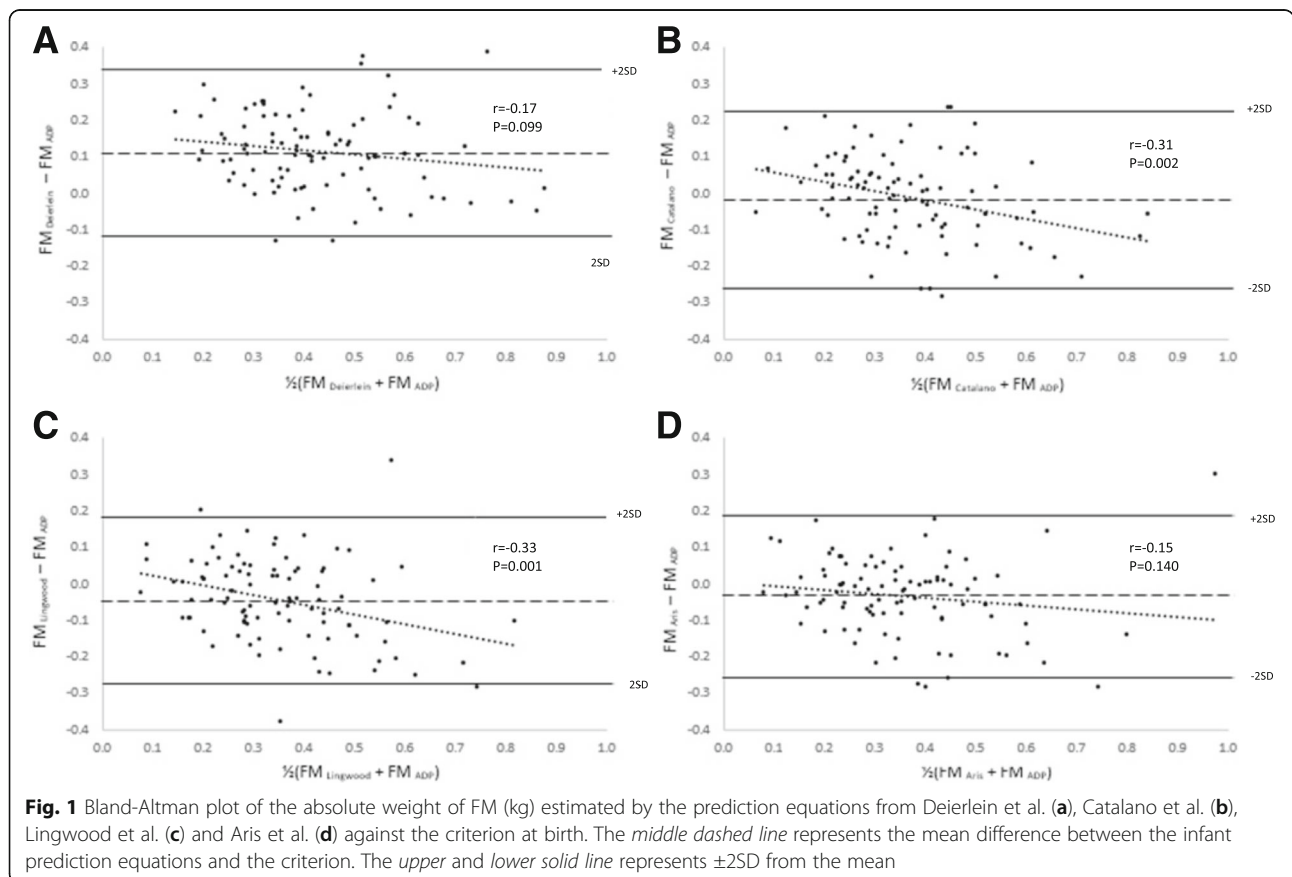 A
0.4
0.3
0.2
0.1
0.0
-0.1
-0.2
-0.3
-0.4
FM Deierlein – FM ADP
+2SD
r=-0.17
P=0.099
2SD
0.0 0.1 0.2 0.3 0.4 0.5 0.6 0.7 0.8 0.9 1.0
½(FM Deierlein + FM ADP)
B
0.4
0.3
0.2
0.1
0.0
-0.1
-0.2
-0.3
-0.4
FM Catalano – FM ADP
+2SD
r=-0.31
P=0.002
-2SD
0.0 0.1 0.2 0.3 0.4 0.5 0.6 0.7 0.8 0.9 1.0
½(FM Catalano + FM ADP)
C
0.4
0.3
0.2
0.1
0.0
-0.1
-0.2
-0.3
-0.4
FM Lingwood – FM ADP
+2SD
r=-0.33
P=0.001
2SD
0.0 0.1 0.2 0.3 0.4 0.5 0.6 0.7 0.8 0.9 1.0
½(FM Lingwood + FM ADP)
D
0.4
0.3
0.2
0.1
0.0
-0.1
-0.2
-0.3
-0.4
FM Aris – FM ADP
+2SD
r=-0.15
P=0.140
-2SD
0.0 0.1 0.2 0.3 0.4 0.5 0.6 0.7 0.8 0.9 1.0
½(FM Aris + FM ADP)
Fig. 1 Bland-Altman plot of the absolute weight of FM (kg) estimated by the prediction equations from Deierlein et al. (a), Catalano et al. (b),
Lingwood et al. (c) and Aris et al. (d) against the criterion at birth. The middle dashed line represents the mean difference between the infant
prediction equations and the criterion. The upper and lower solid line represents ±2SD from the mean